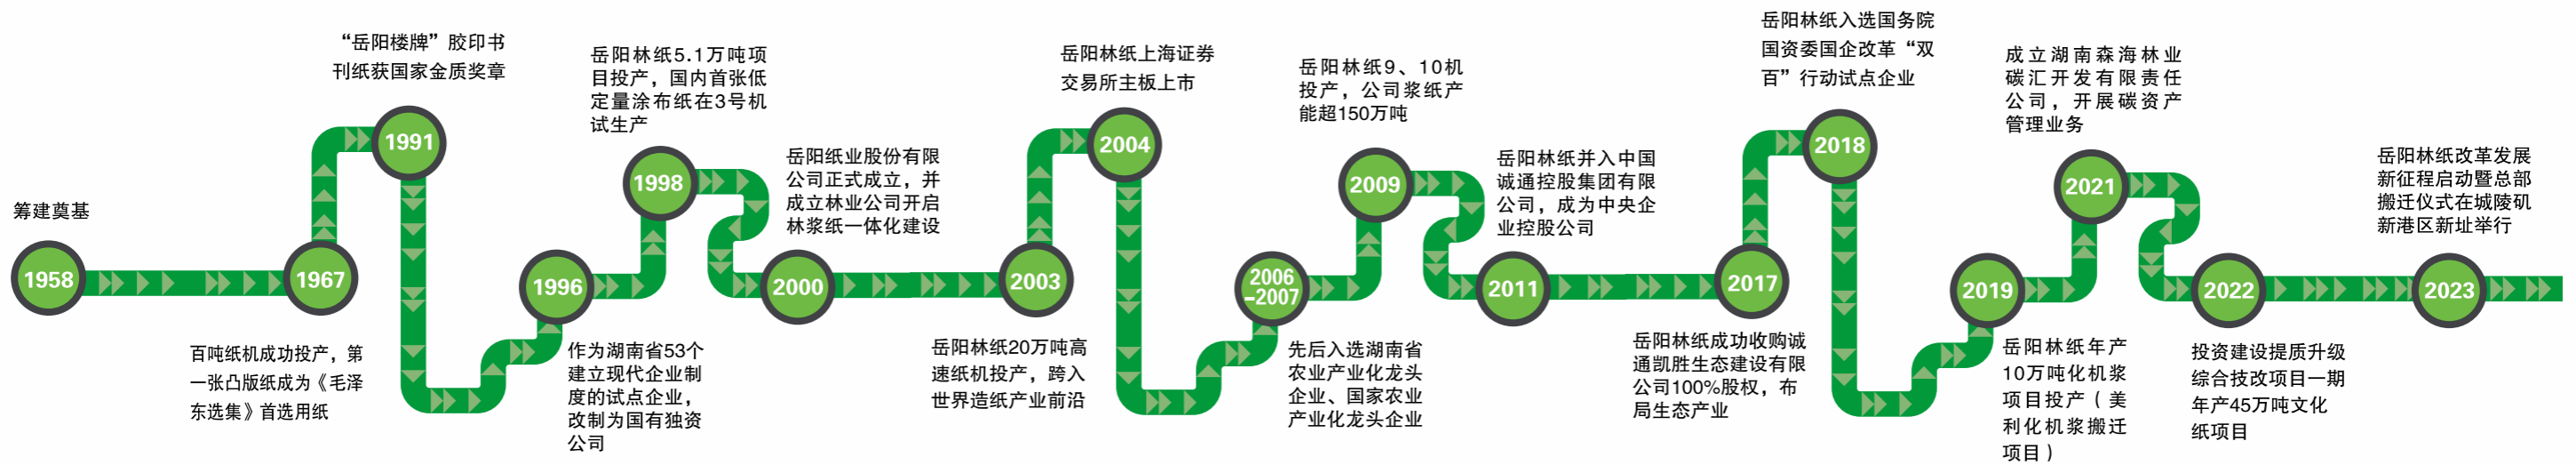 1958
筹建奠基
1967
百吨纸机成功投产，第
一张凸版纸成为《毛泽
东选集》首选用纸
1991
“岳阳楼牌”胶印书
刊纸获国家金质奖章
1996
作为湖南省53个
建立现代企业制
度的试点企业，
改制为国有独资
公司
1998
岳阳林纸5.1万吨项
目投产，国内首张低
定量涂布纸在3号机
试生产
2000
岳阳纸业股份有限
公司正式成立，并
成立林业公司开启
林浆纸一体化建设
2003
岳阳林纸20万吨高
速纸机投产，跨入
世界造纸产业前沿
2004
岳阳林纸上海证券
交易所主板上市
2006
-2007
先后入选湖南省
农业产业化龙头
企业、国家农业
产业化龙头企业
2009
岳阳林纸9、10机
投产，公司浆纸产
能超150万吨
2011
岳阳林纸并入中国
诚通控股集团有限
公司，成为中央企
业控股公司
2017
岳阳林纸成功收购诚
通凯胜生态建设有限
公司100%股权，布
局生态产业
2018
岳阳林纸入选国务院
国资委国企改革“双
百”行动试点企业
2019
岳阳林纸年产
10万吨化机浆
项目投产（美
利化机浆搬迁
项目）
2021
成立湖南森海林业
碳汇开发有限责任
公司，开展碳资产
管理业务
2022
投资建设提质升级
综合技改项目一期
年产45万吨文化
纸项目
2023
岳阳林纸改革发展
新征程启动暨总部
搬迁仪式在城陵矶
新港区新址举行